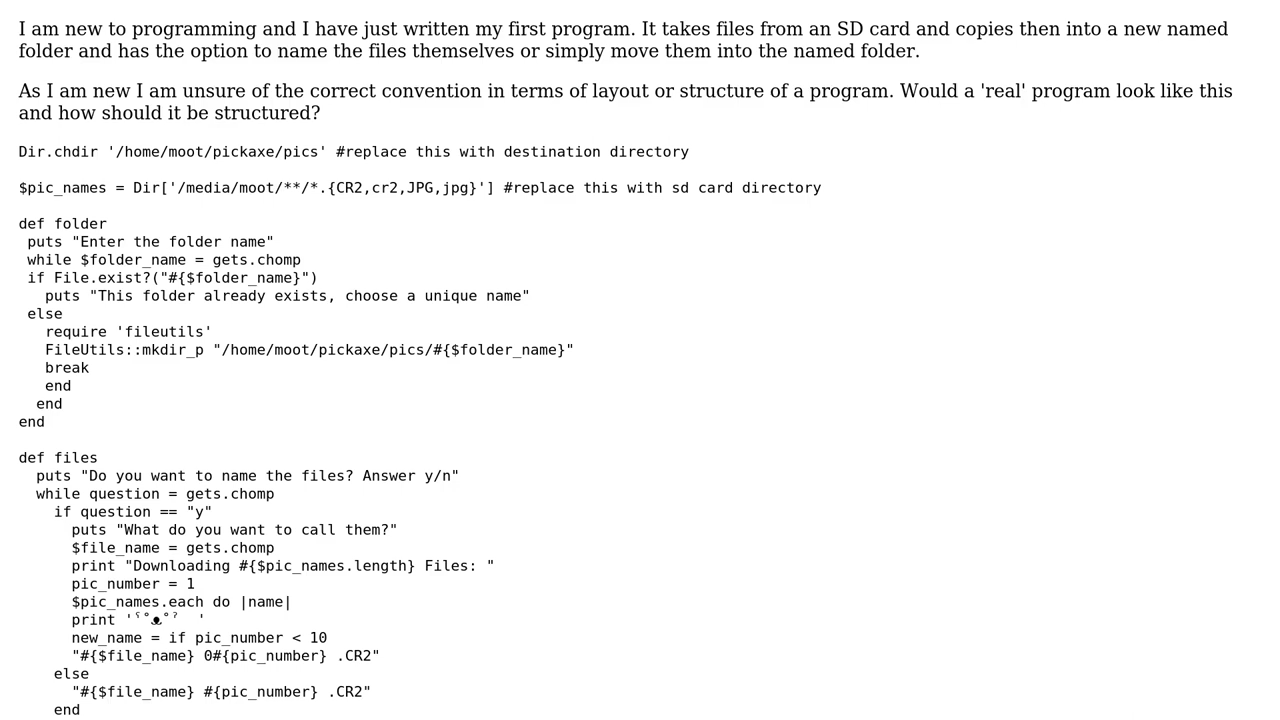 I am new to programming and I have just written my first program. It takes files from an SD card and copies then into a new named
folder and has the option to name the files themselves or simply move them into the named folder.
As I am new I am unsure of the correct convention in terms of layout or structure of a program. Would a 'real' program look like this
and how should it be structured?
Dir.chdir '/home/moot/pickaxe/pics' #replace this with destination directory
$pic_names = Dir['/media/moot/**/*.{CR2,cr2,JPG,jpg}'] #replace this with sd card directory
def folder
 puts "Enter the folder name"
 while $folder_name = gets.chomp
 if File.exist?("#{$folder_name}")
   puts "This folder already exists, choose a unique name"
 else
   require 'fileutils'
   FileUtils::mkdir_p "/home/moot/pickaxe/pics/#{$folder_name}"
   break
   end
  end
end
def files
  puts "Do you want to name the files? Answer y/n"
  while question = gets.chomp
    if question == "y"
      puts "What do you want to call them?"
      $file_name = gets.chomp
      print "Downloading #{$pic_names.length} Files: "
      pic_number = 1
      $pic_names.each do |name|
      print 'ˁ˚ᴥ˚ˀ  '
      new_name = if pic_number < 10
      "#{$file_name} 0#{pic_number} .CR2"
    else
      "#{$file_name} #{pic_number} .CR2"
    end